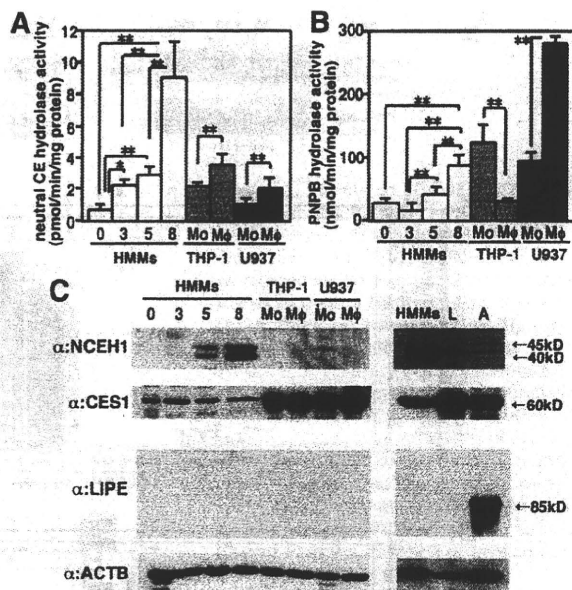 A
neutral CE hydrolase activity
(pmol/min/mg protein)
12
10
8
6
4
2
0
** ** ** ** * ** **
0 3 5 8 Mo Mϕ Mo Mϕ
HMMs THP-1 U937
B
PNPB hydrolase activity
(nmol/min/mg protein)
300
200
100
0
** ** ** ** ** **
0 3 5 8 Mo Mϕ Mo Mϕ
HMMs THP-1 U937
C
HMMs THP-1 U937
0 3 5 8 Mo Mϕ Mo Mϕ HMMs L A
α:NCEH1 ←45kD
←40kD
α:CES1 ←60kD
α:LIPE ←85kD
α:ACTB